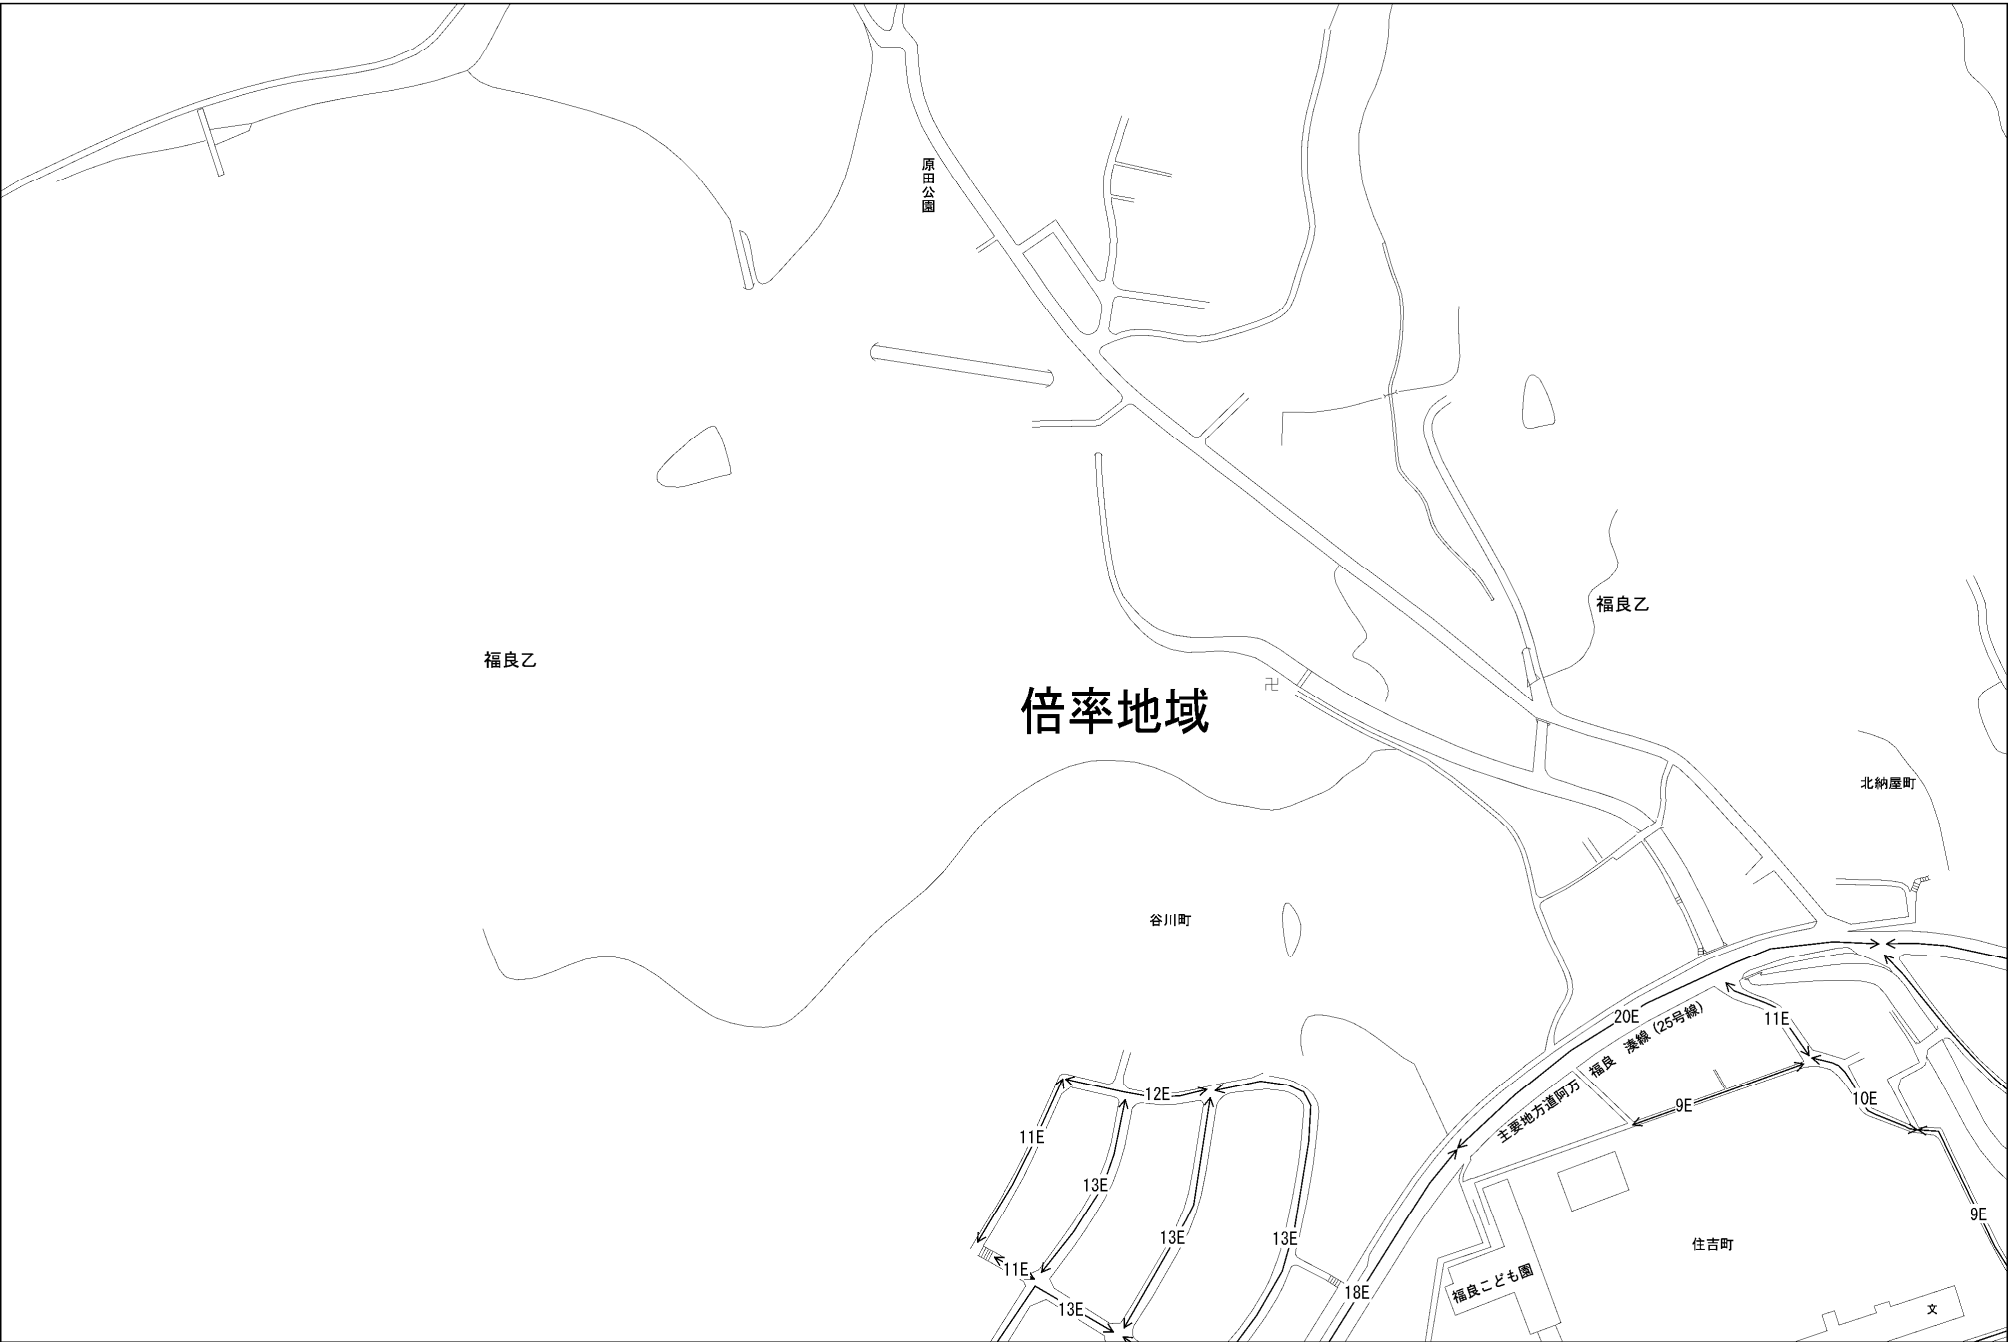 原田公園
福良乙
福良乙
倍率地域
卍
北納屋町
谷川町
20E
福良　湊線(25号線)
11E
主要地方道阿万
12E
9E
10E
11E
13E
9E
13E
13E
住吉町
11E
福良こども園
18E
13E
文